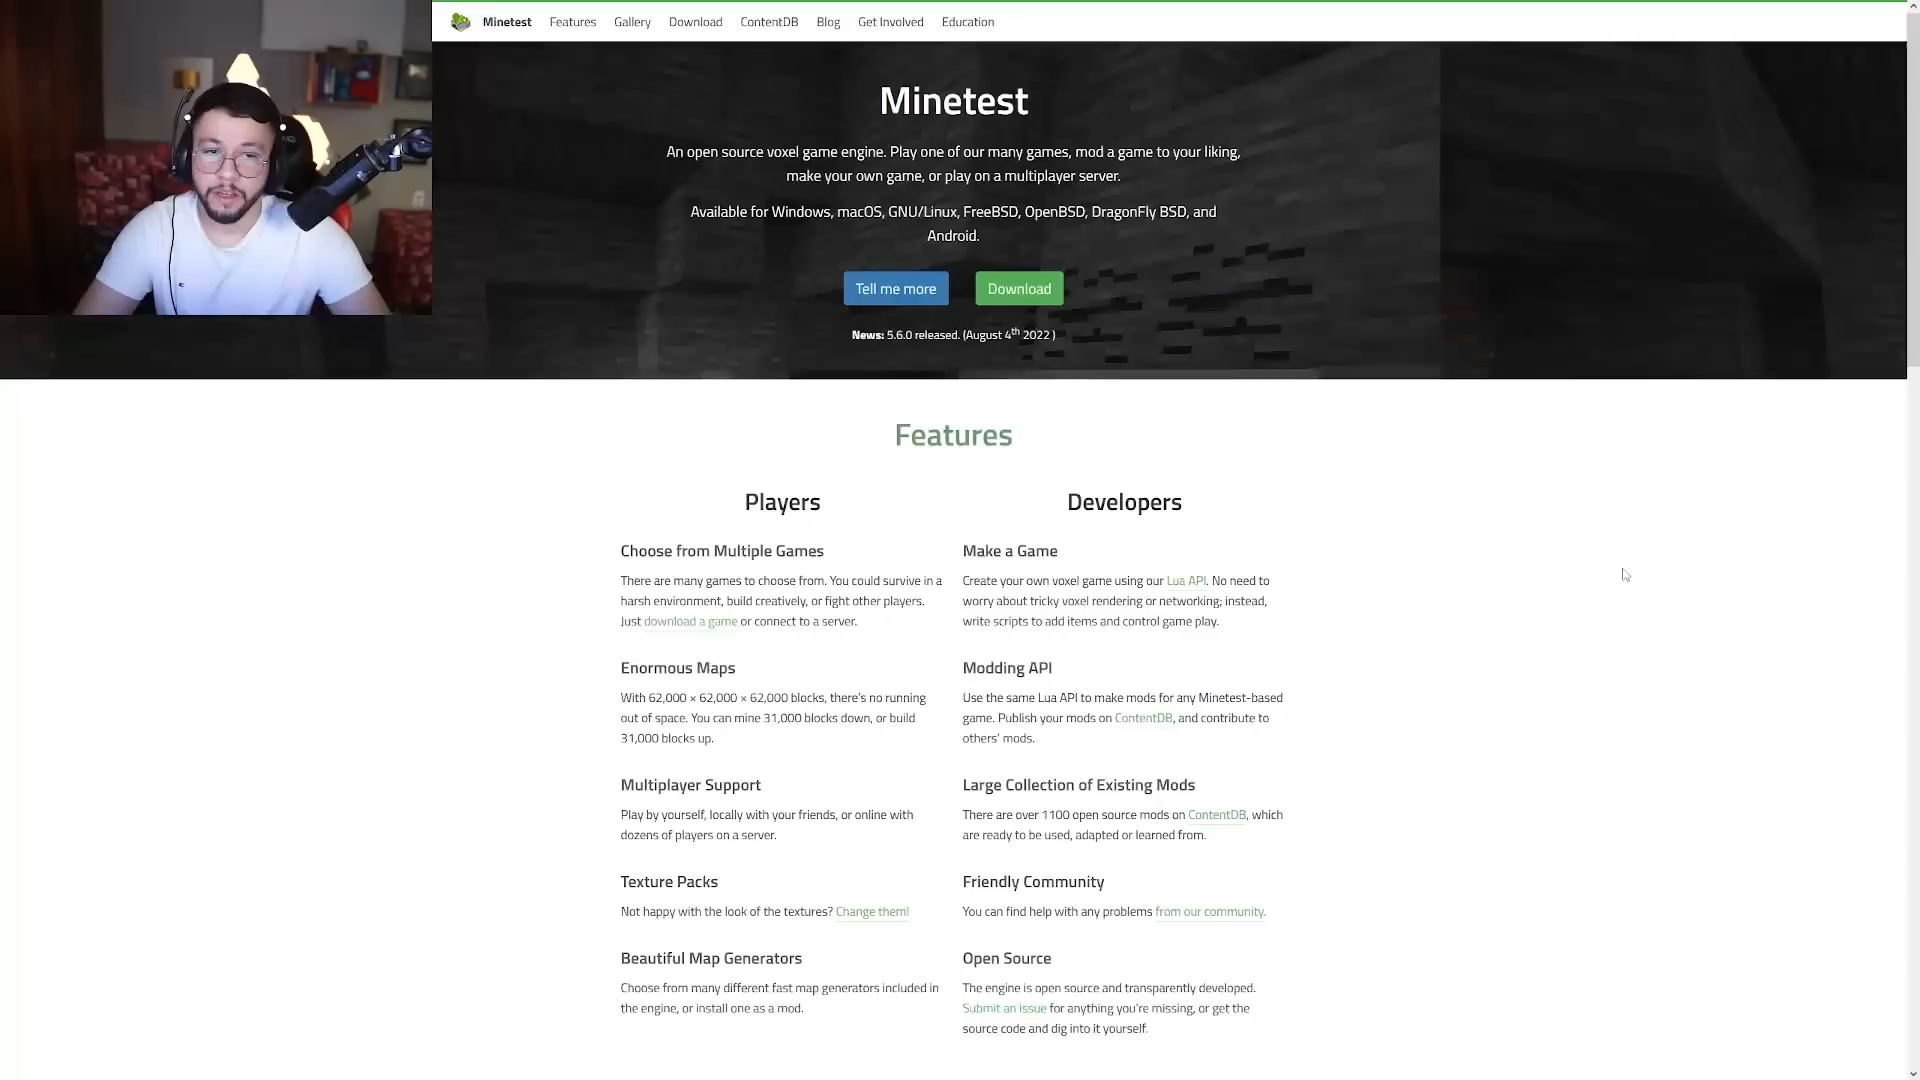 Minetest Features Gallery Download ContentDB Blog Get Involved Education
Minetest
An open source voxel game engine. Play one of our many games, mod a game to your liking,
make your own game, or play on a multiplayer server.
Available for Windows, macOS, GNU/Linux, FreeBSD, OpenBSD, DragonFly BSD, and
Android.
Tell me more Download
News: 5.6.0 released. (August 4th 2022 )
Features
Players
Choose from Multiple Games
There are many games to choose from. You could survive in a
harsh environment, build creatively, or fight other players.
Just download a game or connect to a server.
Enormous Maps
With 62,000 × 62,000 × 62,000 blocks, there's no running
out of space. You can mine 31,000 blocks down, or build
31,000 blocks up.
Multiplayer Support
Play by yourself, locally with your friends, or online with
dozens of players on a server.
Texture Packs
Not happy with the look of the textures? Change them!
Beautiful Map Generators
Choose from many different fast map generators included in
the engine, or install one as a mod.
Developers
Make a Game
Create your own voxel game using our Lua API. No need to
worry about tricky voxel rendering or networking; instead,
write scripts to add items and control game play.
Modding API
Use the same Lua API to make mods for any Minetest-based
game. Publish your mods on ContentDB, and contribute to
others' mods.
Large Collection of Existing Mods
There are over 1100 open source mods on ContentDB, which
are ready to be used, adapted or learned from.
Friendly Community
You can find help with any problems from our community.
Open Source
The engine is open source and transparently developed.
Submit an issue for anything you're missing, or get the
source code and dig into it yourself.